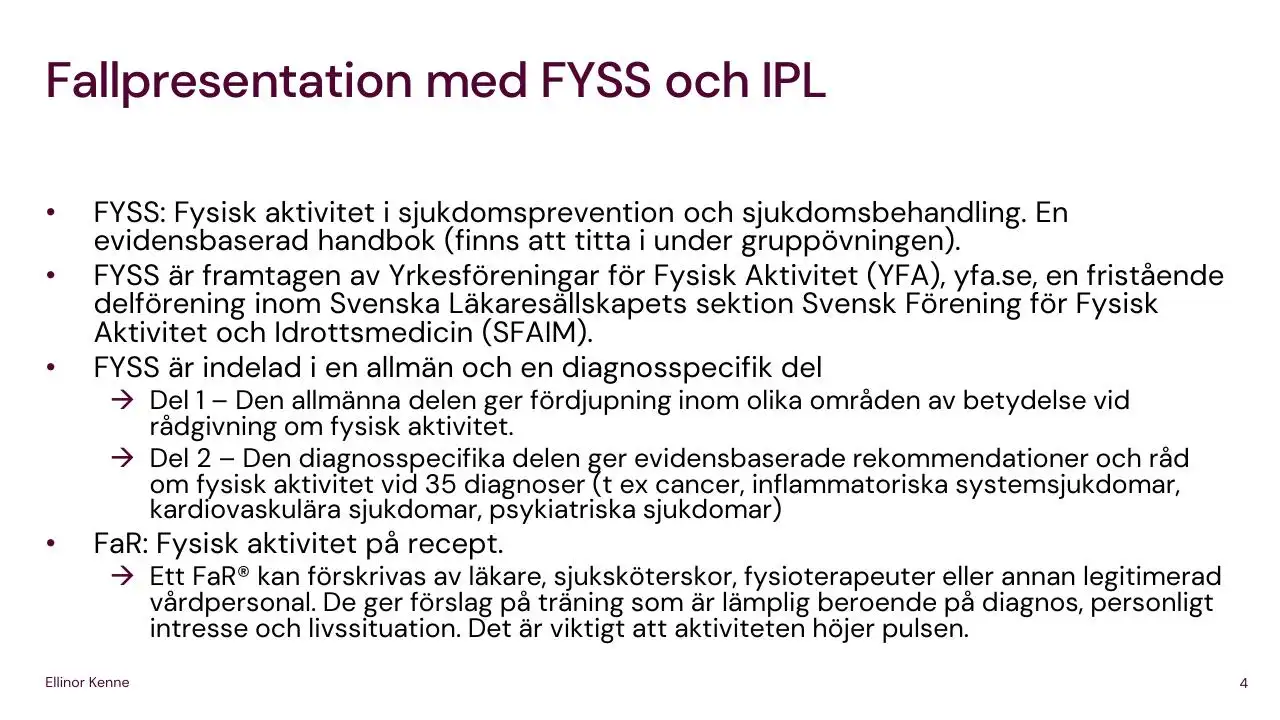 Fallpresentation med FYSS och IPL
• FYSS: Fysisk aktivitet i sjukdomsprevention och sjukdomsbehandling. En
evidensbaserad handbok (finns att titta i under gruppövningen).
• FYSS är framtagen av Yrkesföreningar för Fysisk Aktivitet (YFA), yfa.se, en fristående
delförening inom Svenska Läkaresällskapets sektion Svensk Förening för Fysisk
Aktivitet och Idrottsmedicin (SFAIM).
• FYSS är indelad i en allmän och en diagnosspecifik del
→ Del 1 – Den allmänna delen ger fördjupning inom olika områden av betydelse vid
rådgivning om fysisk aktivitet.
→ Del 2 – Den diagnosspecifika delen ger evidensbaserade rekommendationer och råd
om fysisk aktivitet vid 35 diagnoser (t ex cancer, inflammatoriska systemsjukdomar,
kardiovaskulära sjukdomar, psykiatriska sjukdomar)
• FaR: Fysisk aktivitet på recept.
→ Ett FaR® kan förskrivas av läkare, sjuksköterskor, fysioterapeuter eller annan legitimerad
vårdpersonal. De ger förslag på träning som är lämplig beroende på diagnos, personligt
intresse och livssituation. Det är viktigt att aktiviteten höjer pulsen.
Ellinor Kenne
4